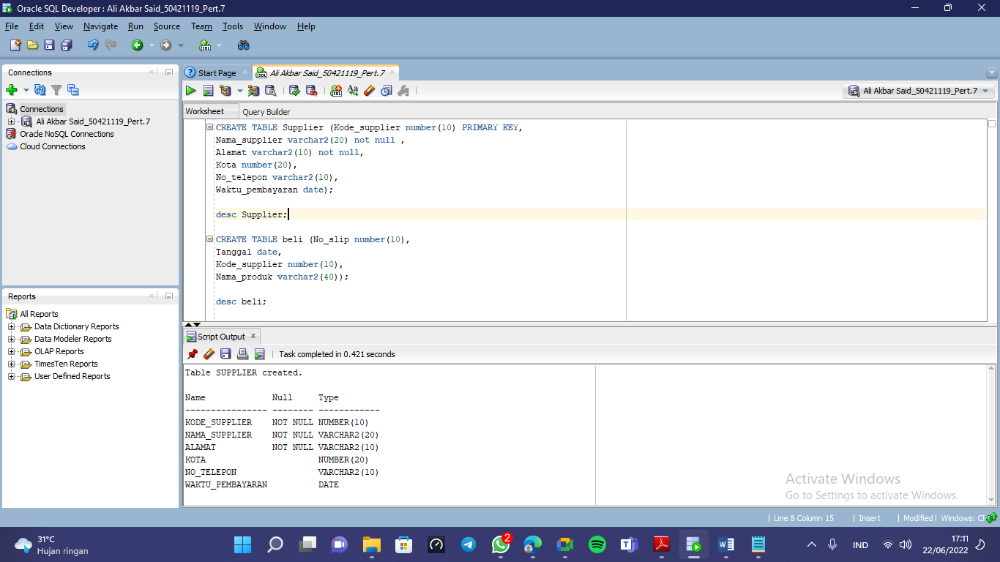 Oracle SQL Developer : Ali Akbar Said_50421119_Pert.7
File Edit View Navigate Run Source Team Tools Window Help
Connections
Connections
Ali Akbar Said_50421119_Pert.7
Oracle NoSQL Connections
Cloud Connections
Reports
All Reports
Data Dictionary Reports
Data Modeler Reports
OLAP Reports
TimesTen Reports
User Defined Reports
Start Page Ali Akbar Said_50421119_Pert.7
Ali Akbar Said_50421119_Pert.7
Worksheet Query Builder
CREATE TABLE Supplier (Kode_supplier number(10) PRIMARY KEY,
Nama_supplier varchar2(20) not null ,
Alamat varchar2(10) not null,
Kota number(20),
No_telepon varchar2(10),
Waktu_pembayaran date);
desc Supplier;
CREATE TABLE beli (No_slip number(10),
Tanggal date,
Kode_supplier number(10),
Nama_produk varchar2(40));
desc beli;
Script Output
Task completed in 0.421 seconds
Table SUPPLIER created.
Name Null Type
---------------- -------- ------------
KODE_SUPPLIER NOT NULL NUMBER(10)
NAMA_SUPPLIER NOT NULL VARCHAR2(20)
ALAMAT NOT NULL VARCHAR2(10)
KOTA NUMBER(20)
NO_TELEPON VARCHAR2(10)
WAKTU_PEMBAYARAN DATE
Activate Windows
Go to Settings to activate Windows.
| Line 8 Column 15 | Insert | Modified | Windows:
31°C
Hujan ringan
2
IND
17:11
22/06/2022